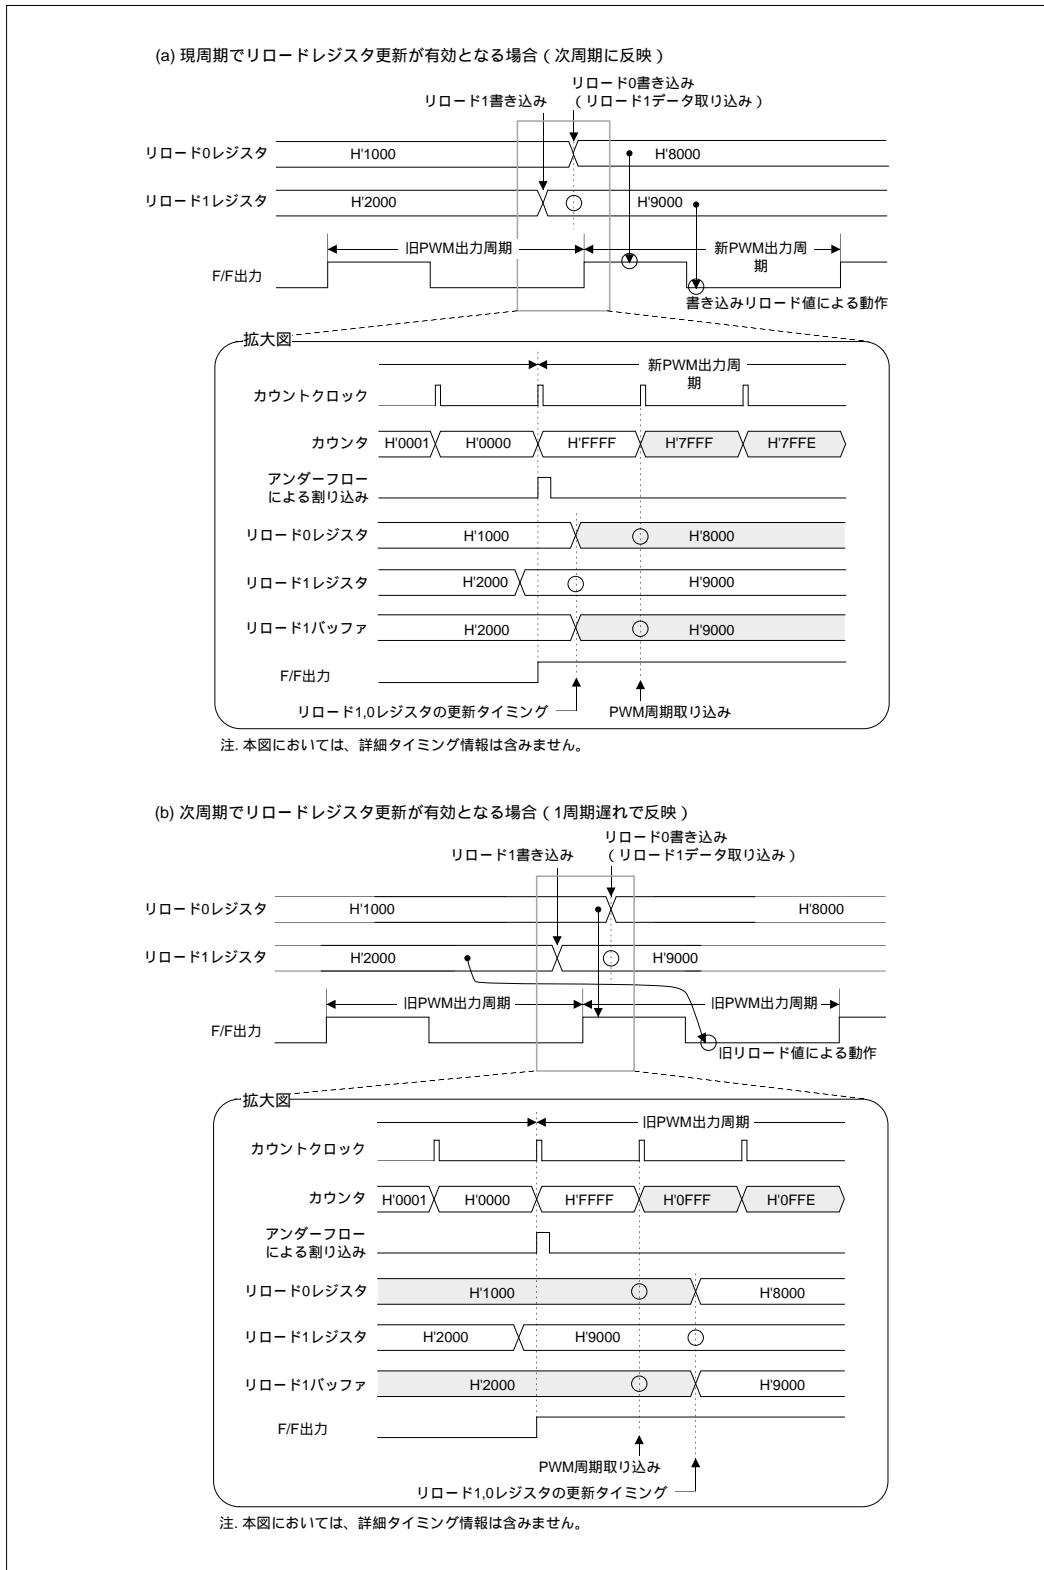 (a) 現周期でリロードレジスタ更新が有効となる場合（次周期に反映）
リロード0書き込み
リロード1書き込み
（リロード1データ取り込み）
リロード0レジスタ
H'1000
H'8000
リロード1レジスタ
H'2000
H'9000
旧PWM出力周期
新PWM出力周
期
F/F出力
書き込みリロード値による動作
拡大図
新PWM出力周
期
カウントクロック
カウンタ
H'0001
H'0000
H'FFFF
H'7FFF
H'7FFE
アンダーフロー
による割り込み
リロード0レジスタ
H'1000
H'8000
リロード1レジスタ
H'2000
H'9000
リロード1バッファ
H'2000
H'9000
F/F出力
リロード1,0レジスタの更新タイミング
PWM周期取り込み
注. 本図においては、詳細タイミング情報は含みません。
(b) 次周期でリロードレジスタ更新が有効となる場合（1周期遅れで反映）
リロード0書き込み
リロード1書き込み
（リロード1データ取り込み）
リロード0レジスタ
H'1000
H'8000
リロード1レジスタ
H'2000
H'9000
旧PWM出力周期
旧PWM出力周期
F/F出力
旧リロード値による動作
拡大図
旧PWM出力周期
カウントクロック
カウンタ
H'0001
H'0000
H'FFFF
H'0FFF
H'0FFE
アンダーフロー
による割り込み
リロード0レジスタ
H'1000
H'8000
リロード1レジスタ
H'2000
H'9000
リロード1バッファ
H'2000
H'9000
F/F出力
PWM周期取り込み
リロード1,0レジスタの更新タイミング
注. 本図においては、詳細タイミング情報は含みません。